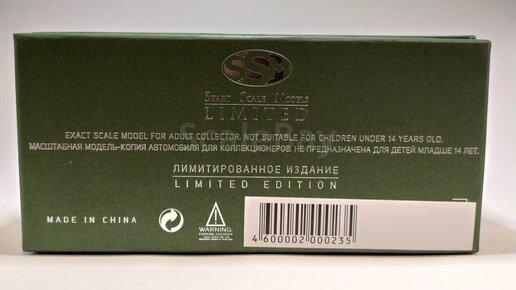 SSM
START SCALE MODELS
LIMITED
EXACT SCALE MODEL FOR ADULT COLLECTOR. NOT SUITABLE FOR CHILDREN UNDER 14 YEARS OLD.
МАСШТАБНАЯ МОДЕЛЬ-КОПИЯ АВТОМОБИЛЯ ДЛЯ КОЛЛЕКЦИОНЕРОВ. НЕ ПРЕДНАЗНАЧЕНА ДЛЯ ДЕТЕЙ МЛАДШЕ 14 ЛЕТ.
ЛИМИТИРОВАННОЕ ИЗДАНИЕ
LIMITED EDITION
MADE IN CHINA
WARNING:
4 600002 000235